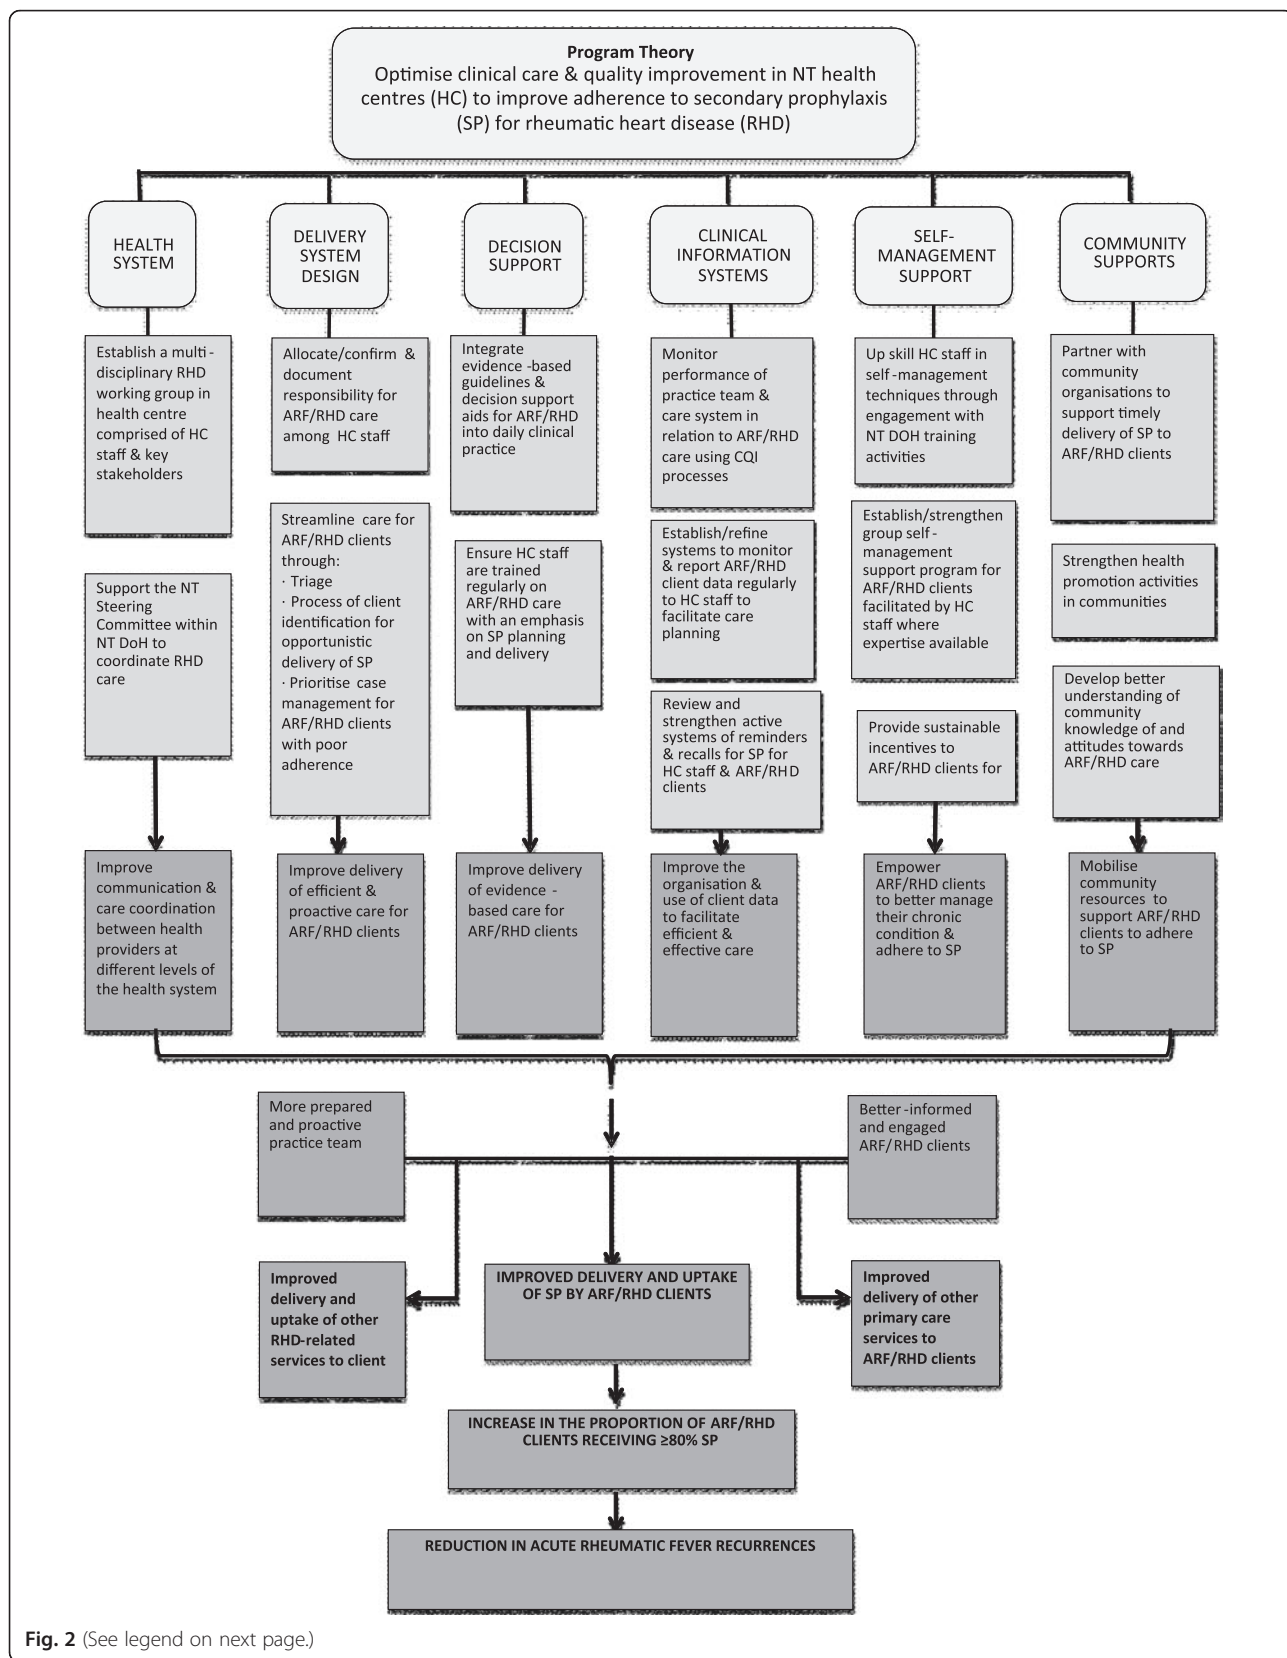 Program Theory
Optimise clinical care & quality improvement in NT health
centres (HC) to improve adherence to secondary prophylaxis
(SP) for rheumatic heart disease (RHD)
HEALTH
SYSTEM
DELIVERY
SYSTEM
DESIGN
DECISION
SUPPORT
CLINICAL
INFORMATION
SYSTEMS
SELF-
MANAGEMENT
SUPPORT
COMMUNITY
SUPPORTS
Establish a multi-
disciplinary RHD
working group in
health centre
comprised of HC
staff & key
stakeholders
Support the NT
Steering
Committee within
NT DoH to
coordinate RHD
care
Improve
communication &
care coordination
between health
providers at
different levels of
the health system
Allocate/confirm &
document
responsibility for
ARF/RHD care
among HC staff
Streamline care for
ARF/RHD clients
through:
· Triage
· Process of client
identification for
opportunistic
delivery of SP
· Prioritise case
management for
ARF/RHD clients
with poor
adherence
Improve delivery
of efficient &
proactive care for
ARF/RHD clients
Integrate
evidence-based
guidelines &
decision support
aids for ARF/RHD
into daily clinical
practice
Ensure HC staff
are trained
regularly on
ARF/RHD care
with an emphasis
on SP planning
and delivery
Improve delivery
of evidence-
based care for
ARF/RHD clients
Monitor
performance of
practice team &
care system in
relation to ARF/RHD
care using CQI
processes
Establish/refine
systems to monitor
& report ARF/RHD
client data regularly
to HC staff to
facilitate care
planning
Review and
strengthen active
systems of reminders
& recalls for SP for
HC staff & ARF/RHD
clients
Improve the
organisation &
use of client data
to facilitate
efficient &
effective care
Up skill HC staff in
self-management
techniques through
engagement with
NT DOH training
activities
Establish/strengthen
group self-
management
support program for
ARF/RHD clients
facilitated by HC
staff where
expertise available
Provide sustainable
incentives to
ARF/RHD clients for
Empower
ARF/RHD clients
to better manage
their chronic
condition &
adhere to SP
Partner with
community
organisations to
support timely
delivery of SP to
ARF/RHD clients
Strengthen health
promotion activities
in communities
Develop better
understanding of
community
knowledge of and
attitudes towards
ARF/RHD care
Mobilise
community
resources to
support ARF/RHD
clients to adhere
to SP
More prepared
and proactive
practice team
Better-informed
and engaged
ARF/RHD clients
Improved
delivery and
uptake of other
RHD-related
services to client
IMPROVED DELIVERY AND UPTAKE
OF SP BY ARF/RHD CLIENTS
Improved
delivery of other
primary care
services to
ARF/RHD clients
INCREASE IN THE PROPORTION OF ARF/RHD
CLIENTS RECEIVING ≥80% SP
REDUCTION IN ACUTE RHEUMATIC FEVER RECURRENCES
Fig. 2 (See legend on next page.)